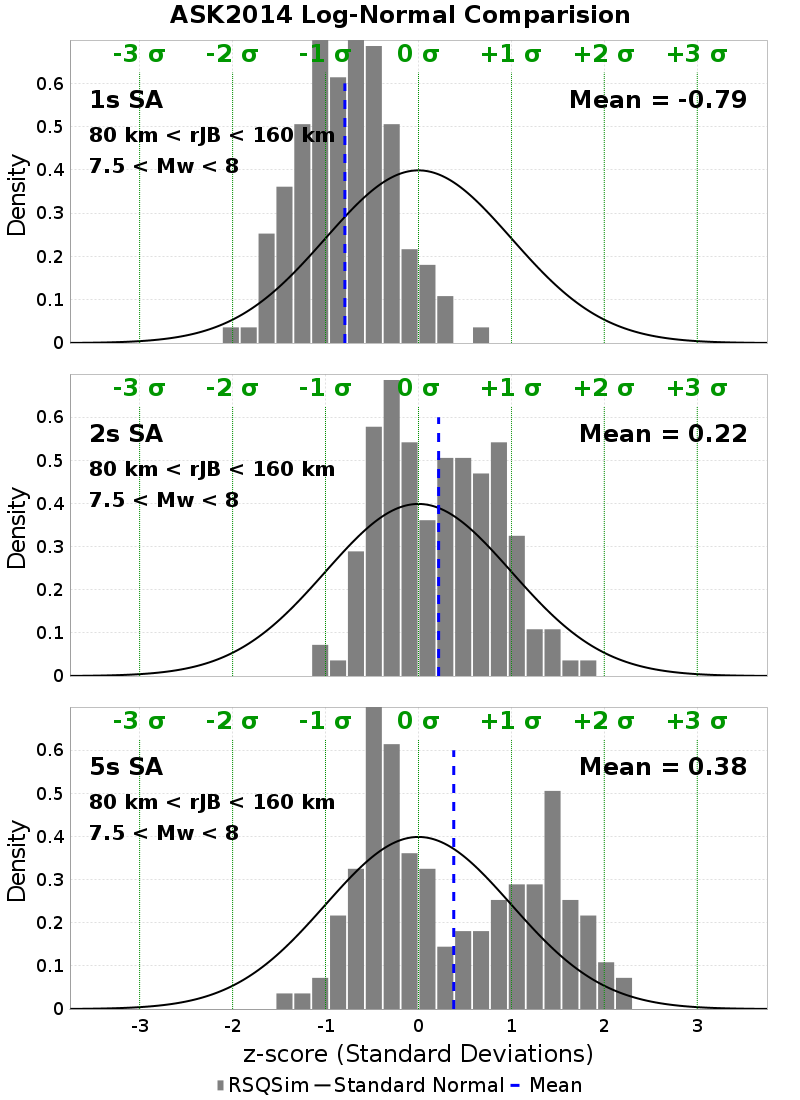 ASK2014 Log-Normal Comparision
-3 σ -2 σ -1 σ 0 σ +1 σ +2 σ +3 σ
1s SA Mean = -0.79
80 km < rJB < 160 km
7.5 < Mw < 8
Density
0.6
0.5
0.4
0.3
0.2
0.1
0
-3 σ -2 σ -1 σ 0 σ +1 σ +2 σ +3 σ
2s SA Mean = 0.22
80 km < rJB < 160 km
7.5 < Mw < 8
Density
0.6
0.5
0.4
0.3
0.2
0.1
0
-3 σ -2 σ -1 σ 0 σ +1 σ +2 σ +3 σ
5s SA Mean = 0.38
80 km < rJB < 160 km
7.5 < Mw < 8
Density
0.6
0.5
0.4
0.3
0.2
0.1
0
-3 -2 -1 0 1 2 3
z-score (Standard Deviations)
RSQSim Standard Normal Mean